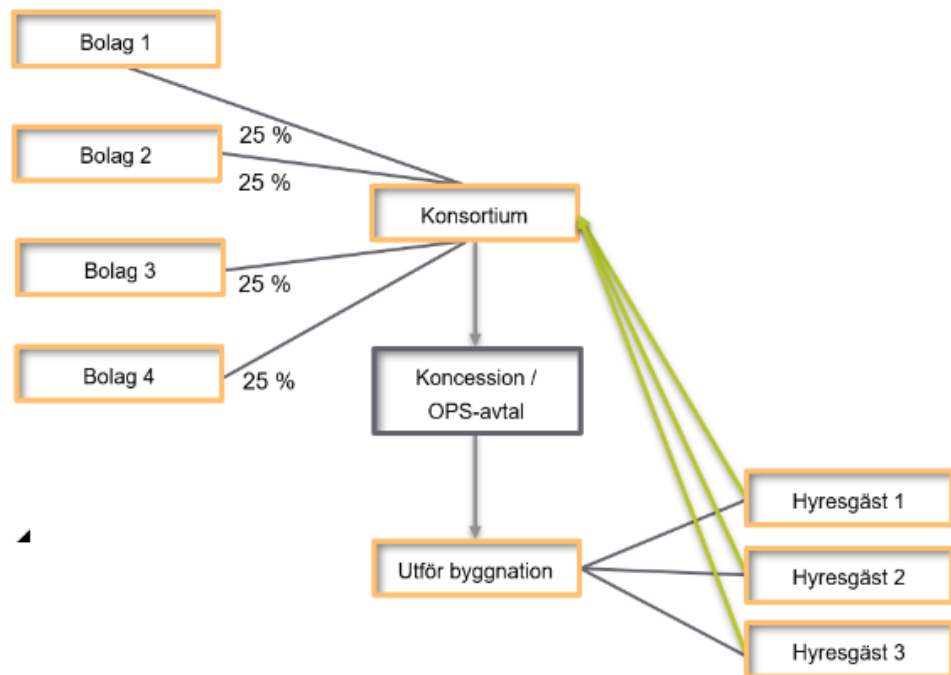 Bolag 1
25 %
Bolag 2
25 %
Konsortium
Bolag 3
25 %
Bolag 4
25 %
Koncession /
OPS-avtal
Hyresgäst 1
Utför byggnation
Hyresgäst 2
Hyresgäst 3